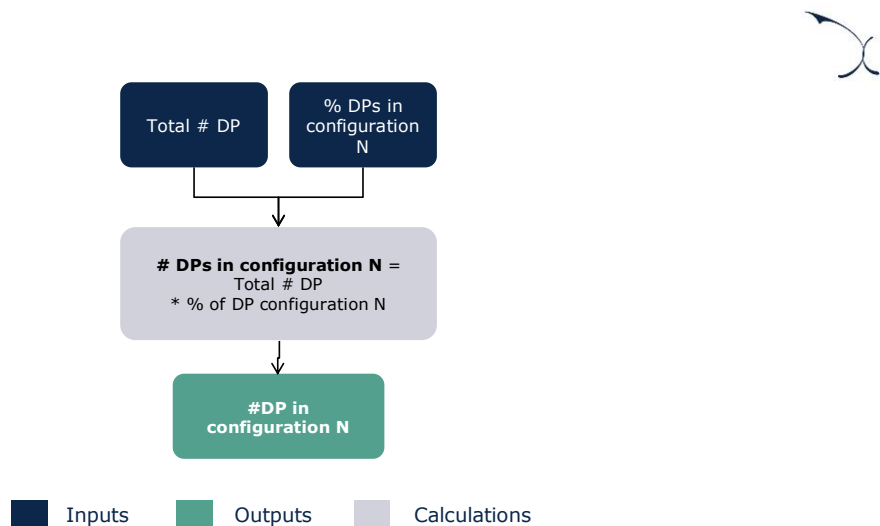 Total # DP
% DPs in
configuration
N
# DPs in configuration N =
Total # DP
* % of DP configuration N
#DP in
configuration N
Inputs
Outputs
Calculations